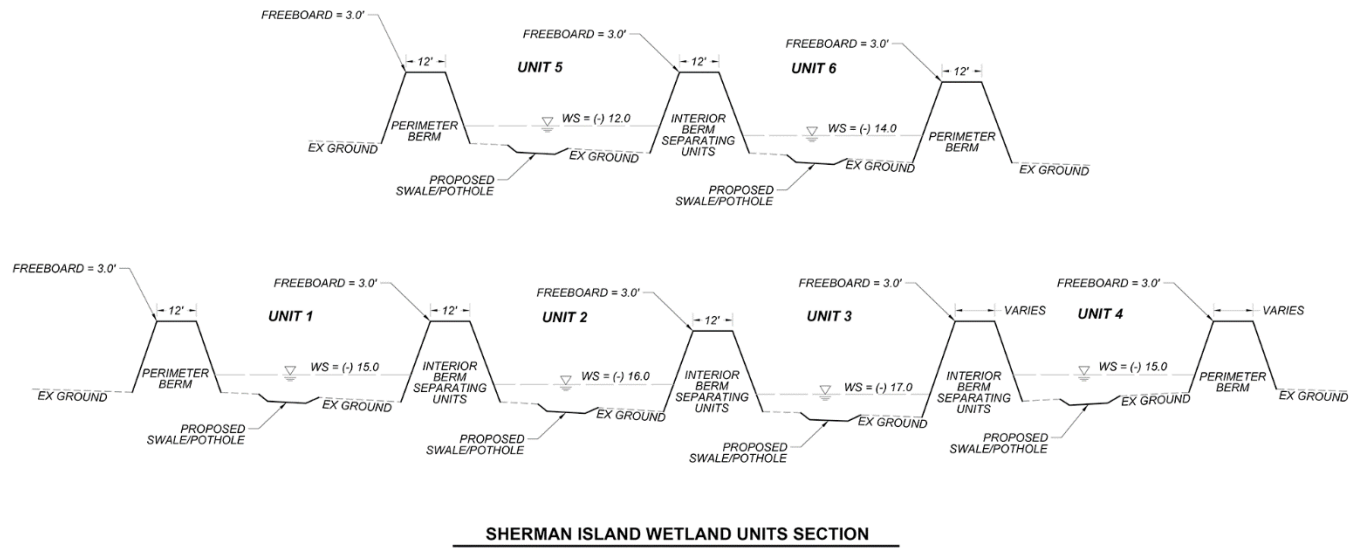 FREEBOARD = 3.0'
12'
UNIT 5
FREEBOARD = 3.0'
12'
FREEBOARD = 3.0'
UNIT 6
12'
PERIMETER
BERM
WS = (-) 12.0
INTERIOR
BERM
SEPARATING
UNITS
WS = (-) 14.0
PERIMETER
BERM
EX GROUND
EX GROUND
EX GROUND
EX GROUND
PROPOSED
SWALE/POTHOLE
PROPOSED
SWALE/POTHOLE
FREEBOARD = 3.0'
12'
UNIT 1
FREEBOARD = 3.0'
12'
UNIT 2
FREEBOARD = 3.0'
12'
UNIT 3
FREEBOARD = 3.0'
VARIES
UNIT 4
FREEBOARD = 3.0'
VARIES
PERIMETER
BERM
WS = (-) 15.0
INTERIOR
BERM
SEPARATING
UNITS
WS = (-) 16.0
INTERIOR
BERM
SEPARATING
UNITS
WS = (-) 17.0
INTERIOR
BERM
SEPARATING
UNITS
WS = (-) 15.0
PERIMETER
BERM
EX GROUND
EX GROUND
EX GROUND
EX GROUND
EX GROUND
EX GROUND
PROPOSED
SWALE/POTHOLE
PROPOSED
SWALE/POTHOLE
PROPOSED
SWALE/POTHOLE
PROPOSED
SWALE/POTHOLE
SHERMAN ISLAND WETLAND UNITS SECTION